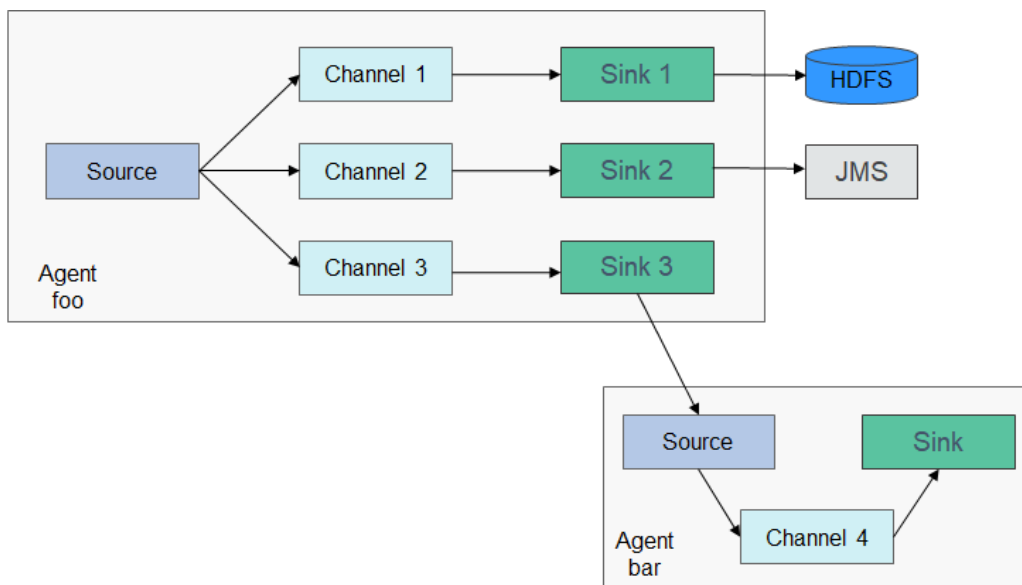 Channel 1
Sink 1
HDFS
Source
Channel 2
Sink 2
JMS
Channel 3
Sink 3
Agent
foo
Source
Sink
Channel 4
Agent
bar